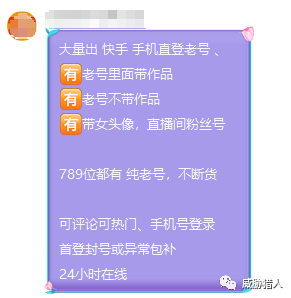 大量出 快手 手机直登老号 、
有老号里面带作品
有老号不带作品
有带女头像，直播间粉丝号
789位都有 纯老号，不断货
可评论可热门、手机号登录
首登封号或异常包补
24小时在线
威胁猎人